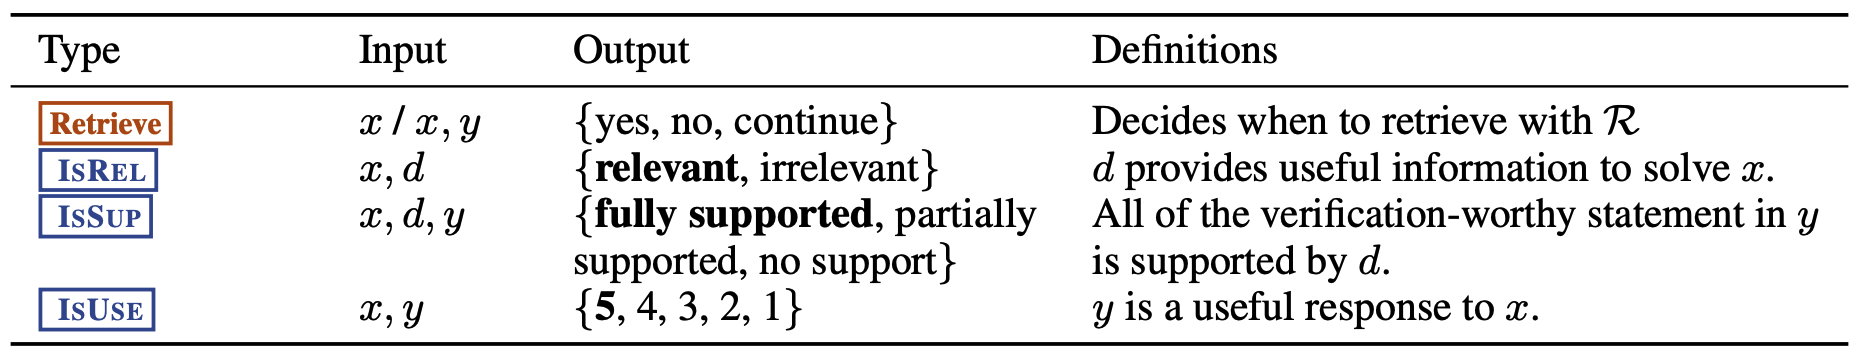 Type Input Output Definitions
Retrieve x / x, y {yes, no, continue} Decides when to retrieve with R
ISREL x, d {relevant, irrelevant} d provides useful information to solve x.
ISSUP x, d, y {fully supported, partially All of the verification-worthy statement in y
supported, no support} is supported by d.
ISUSE x, y {5, 4, 3, 2, 1} y is a useful response to x.